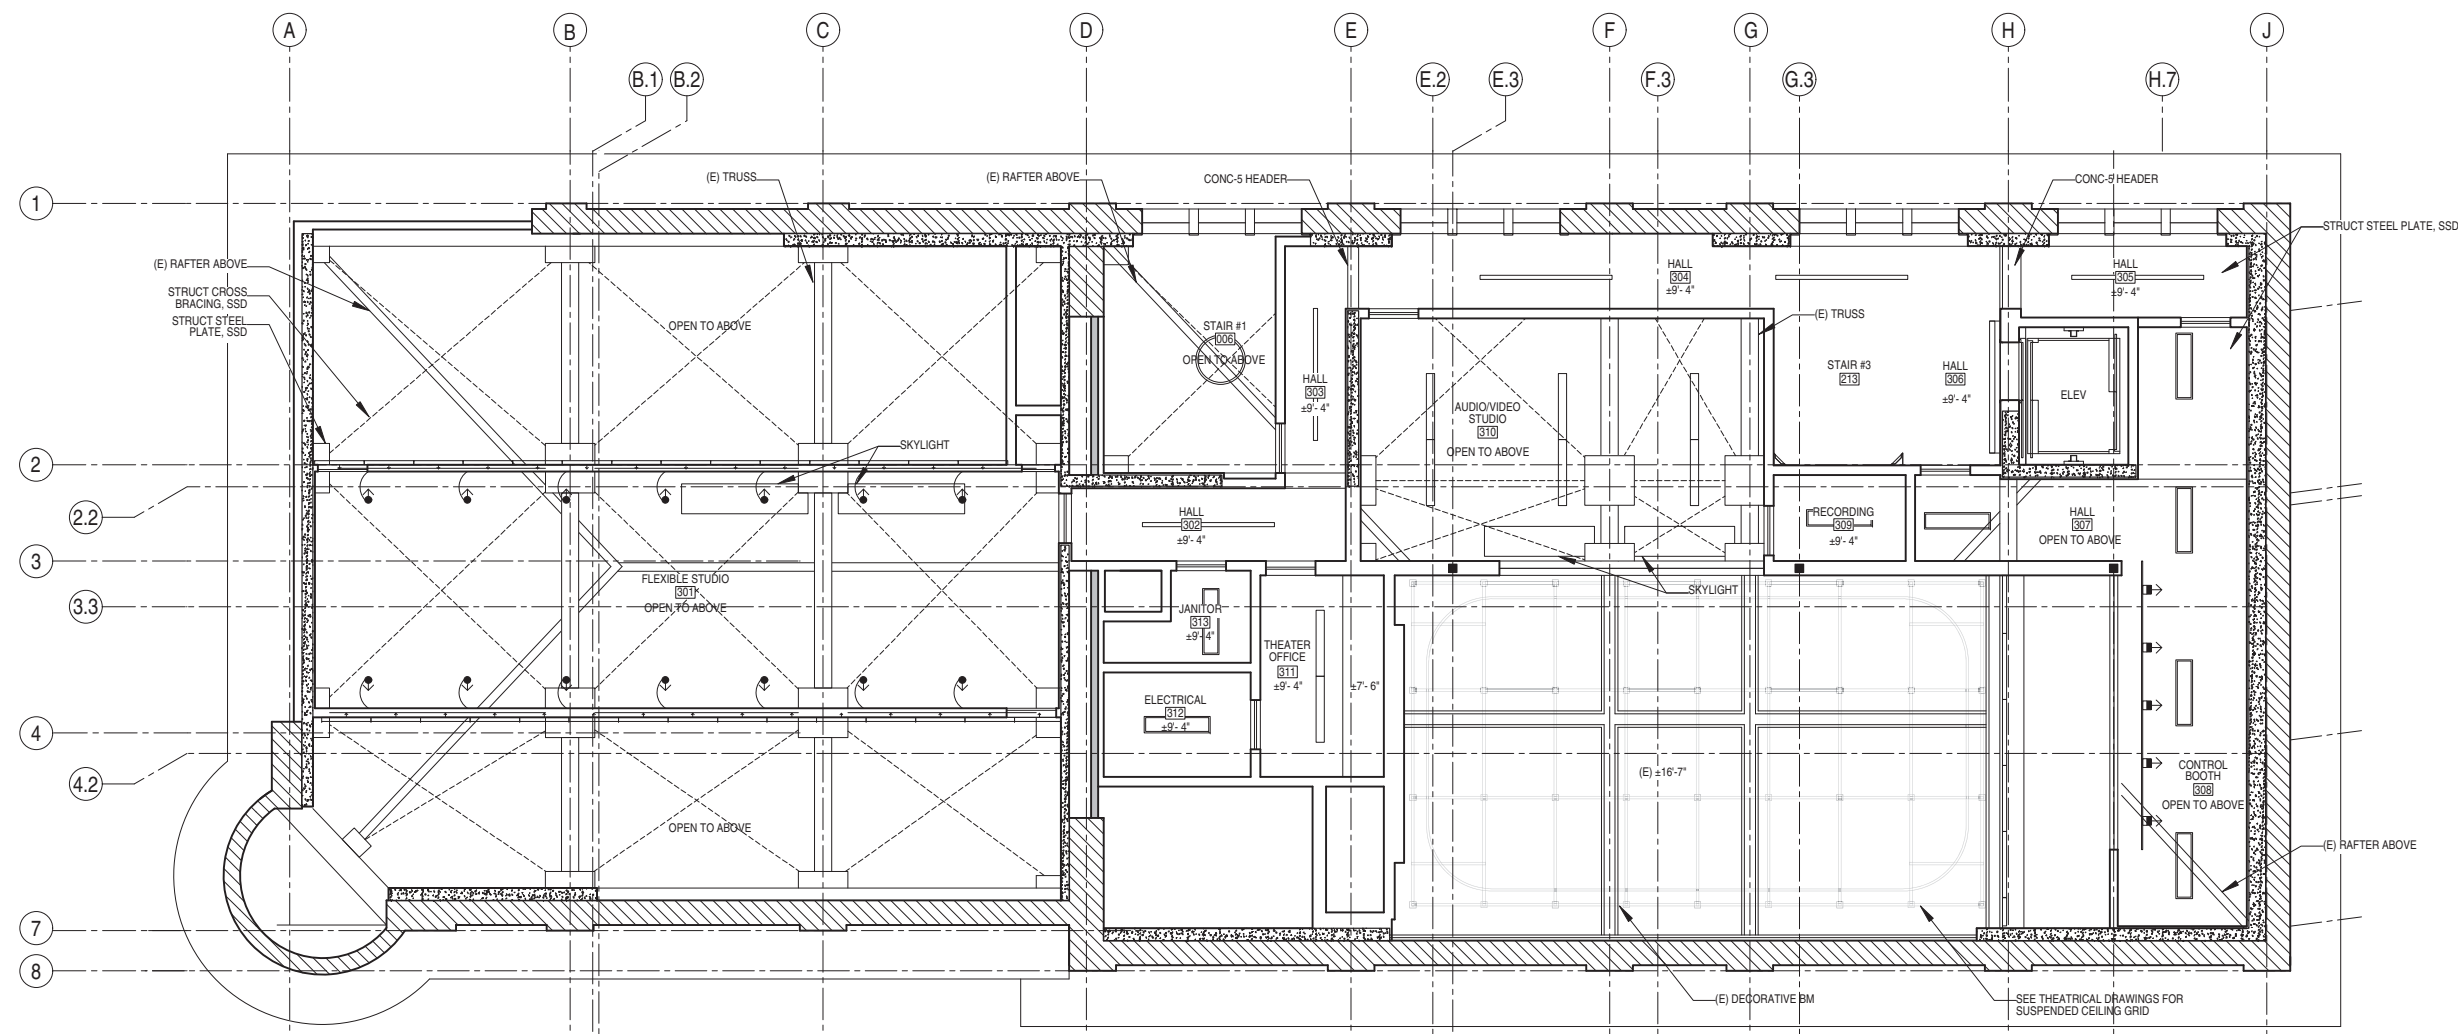 A
B
C
D
E
F
G
H
J
B.1
B.2
E.2
E.3
F.3
G.3
H.7
1
2
2.2
3
3.3
4
4.2
7
8
(E) TRUSS
(E) RAFTER ABOVE
CONC-5 HEADER
CONC-5 HEADER
STRUCT STEEL PLATE, SSD
(E) RAFTER ABOVE
STRUCT CROSS
BRACING, SSD
STRUCT STEEL
PLATE, SSD
OPEN TO ABOVE
STAIR #1
006
OPEN TO ABOVE
HALL
303
±9'- 4"
HALL
304
±9'- 4"
HALL
305
±9'- 4"
(E) TRUSS
STAIR #3
213
HALL
306
±9'- 4"
ELEV
AUDIO/VIDEO
STUDIO
310
OPEN TO ABOVE
SKYLIGHT
HALL
302
±9'- 4"
RECORDING
309
±9'- 4"
HALL
307
OPEN TO ABOVE
FLEXIBLE STUDIO
301
OPEN TO ABOVE
SKYLIGHT
JANITOR
313
±9'- 4"
THEATER
OFFICE
311
±9'- 4"
±7'- 6"
ELECTRICAL
312
±9'- 4"
(E) ±16'-7"
CONTROL
BOOTH
308
OPEN TO ABOVE
OPEN TO ABOVE
(E) RAFTER ABOVE
(E) DECORATIVE BM
SEE THEATRICAL DRAWINGS FOR
SUSPENDED CEILING GRID